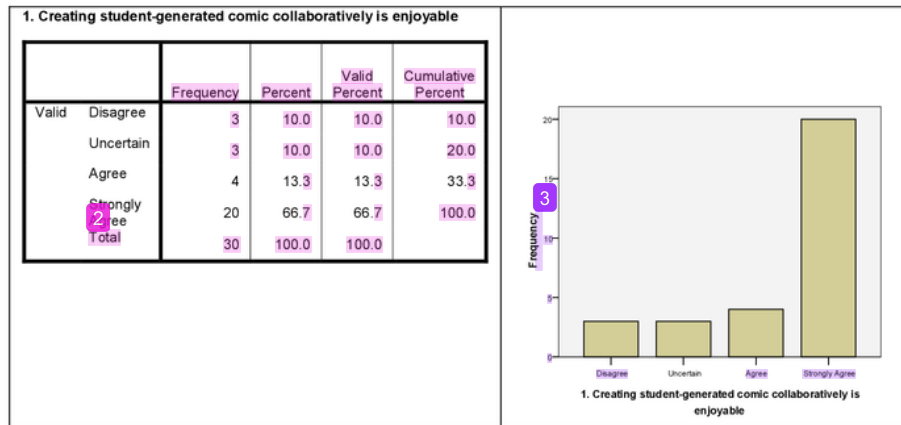 1. Creating student-generated comic collaboratively is enjoyable
Frequency Percent Valid Percent Cumulative Percent
Valid Disagree 3 10.0 10.0 10.0
Uncertain 3 10.0 10.0 20.0
Agree 4 13.3 13.3 33.3
Strongly Agree 20 66.7 66.7 100.0
Total 30 100.0 100.0
2
3
Frequency
20
15
10
5
0
Disagree Uncertain Agree Strongly Agree
1. Creating student-generated comic collaboratively is
enjoyable